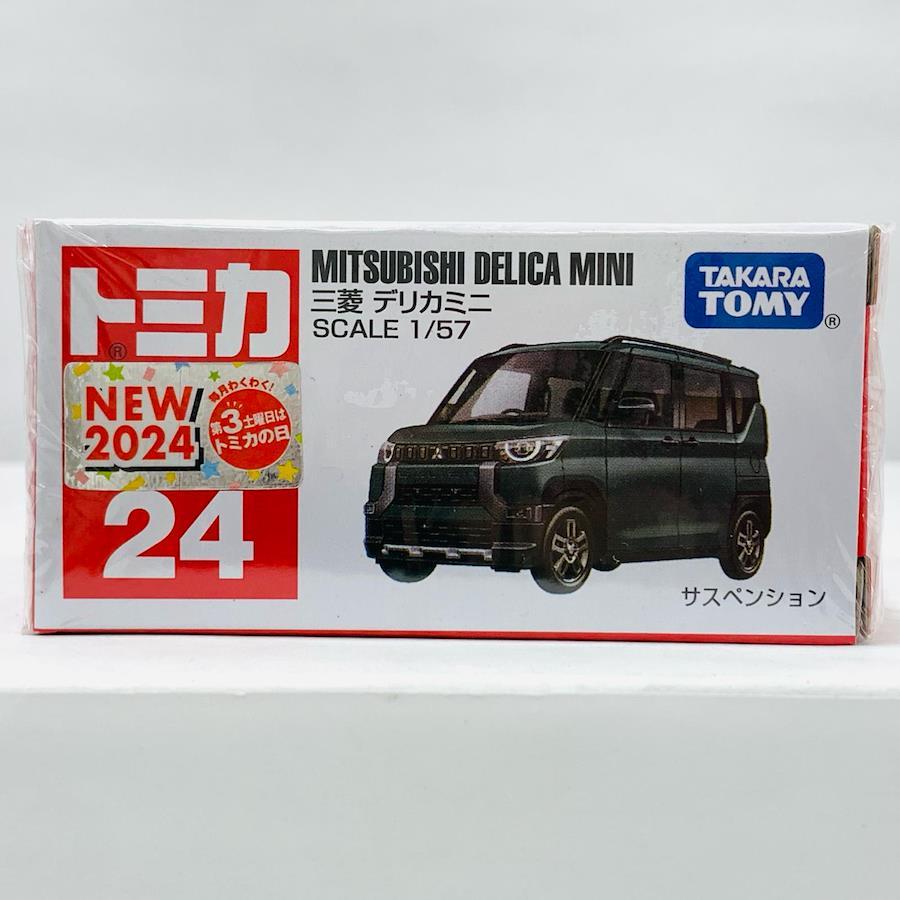 トミカ
®
NEW
2024
毎月わくわく!
第3土曜日は
トミカの日
24
MITSUBISHI DELICA MINI
三菱 デリカミニ
SCALE 1/57
TAKARA
TOMY
®
サスペンション